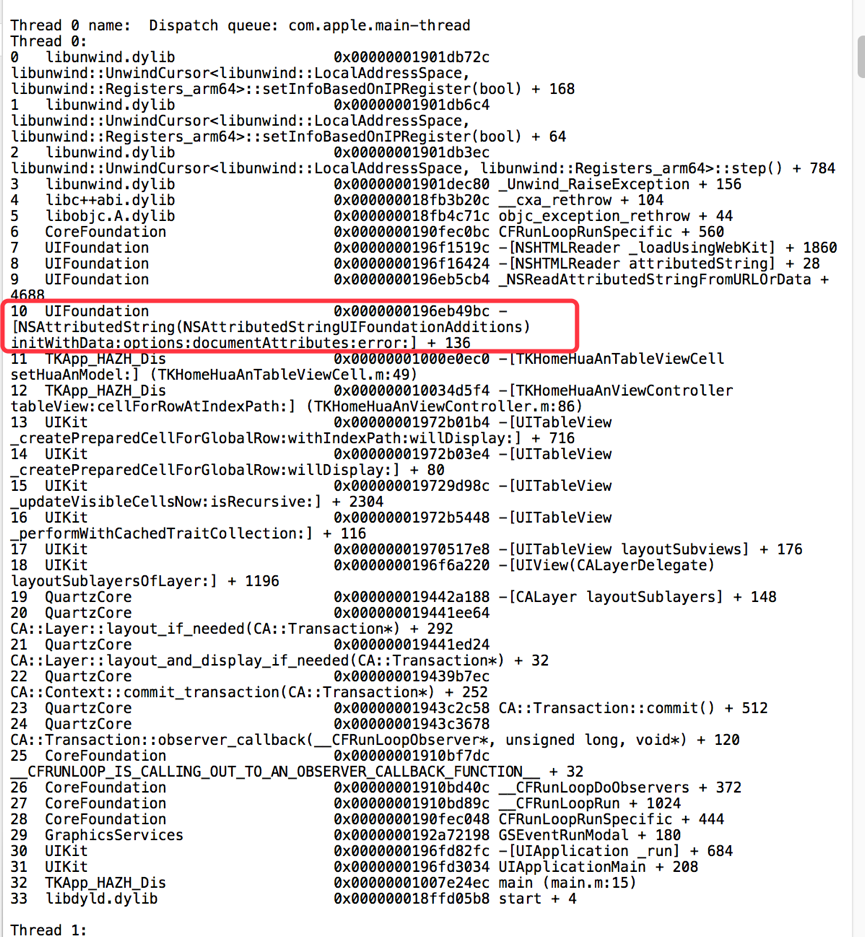 Thread 0 name:  Dispatch queue: com.apple.main-thread
Thread 0:
0   libunwind.dylib                 0x00000001901db72c
libunwind::UnwindCursor<libunwind::LocalAddressSpace,
libunwind::Registers_arm64>::setInfoBasedOnIPRegister(bool) + 168
1   libunwind.dylib                 0x00000001901db6c4
libunwind::UnwindCursor<libunwind::LocalAddressSpace,
libunwind::Registers_arm64>::setInfoBasedOnIPRegister(bool) + 64
2   libunwind.dylib                 0x00000001901db3ec
libunwind::UnwindCursor<libunwind::LocalAddressSpace, libunwind::Registers_arm64>::step() + 784
3   libunwind.dylib                 0x00000001901dec80 _Unwind_RaiseException + 156
4   libc++abi.dylib                 0x000000018fb3b20c __cxa_rethrow + 104
5   libobjc.A.dylib                 0x000000018fb4c71c objc_exception_rethrow + 44
6   CoreFoundation                  0x0000000190fec0bc CFRunLoopRunSpecific + 560
7   UIFoundation                    0x0000000196f1519c -[NSHTMLReader _loadUsingWebKit] + 1860
8   UIFoundation                    0x0000000196f16424 -[NSHTMLReader attributedString] + 28
9   UIFoundation                    0x0000000196eb5cb4 _NSReadAttributedStringFromURLOrData +
4688
10  UIFoundation                    0x0000000196eb49bc -
[NSAttributedString(NSAttributedStringUIFoundationAdditions)
initWithData:options:documentAttributes:error:] + 136
11  TKApp_HAZH_Dis                  0x00000001000e0ec0 -[TKHomeHuaAnTableViewCell
setHuaAnModel:] (TKHomeHuaAnTableViewCell.m:49)
12  TKApp_HAZH_Dis                  0x000000010034d5f4 -[TKHomeHuaAnViewController
tableView:cellForRowAtIndexPath:] (TKHomeHuaAnViewController.m:86)
13  UIKit                           0x00000001972b01b4 -[UITableView
_createPreparedCellForGlobalRow:withIndexPath:willDisplay:] + 716
14  UIKit                           0x00000001972b03e4 -[UITableView
_createPreparedCellForGlobalRow:willDisplay:] + 80
15  UIKit                           0x000000019729d98c -[UITableView
_updateVisibleCellsNow:isRecursive:] + 2304
16  UIKit                           0x00000001972b5448 -[UITableView
_performWithCachedTraitCollection:] + 116
17  UIKit                           0x00000001970517e8 -[UITableView layoutSubviews] + 176
18  UIKit                           0x0000000196f6a220 -[UIView(CALayerDelegate)
layoutSublayersOfLayer:] + 1196
19  QuartzCore                      0x000000019442a188 -[CALayer layoutSublayers] + 148
20  QuartzCore                      0x000000019441ee64
CA::Layer::layout_if_needed(CA::Transaction*) + 292
21  QuartzCore                      0x000000019441ed24
CA::Layer::layout_and_display_if_needed(CA::Transaction*) + 32
22  QuartzCore                      0x000000019439b7ec
CA::Context::commit_transaction(CA::Transaction*) + 252
23  QuartzCore                      0x00000001943c2c58 CA::Transaction::commit() + 512
24  QuartzCore                      0x00000001943c3678
CA::Transaction::observer_callback(__CFRunLoopObserver*, unsigned long, void*) + 120
25  CoreFoundation                  0x00000001910bf7dc
__CFRUNLOOP_IS_CALLING_OUT_TO_AN_OBSERVER_CALLBACK_FUNCTION__ + 32
26  CoreFoundation                  0x00000001910bd40c __CFRunLoopDoObservers + 372
27  CoreFoundation                  0x00000001910bd89c __CFRunLoopRun + 1024
28  CoreFoundation                  0x0000000190fec048 CFRunLoopRunSpecific + 444
29  GraphicsServices                0x0000000192a72198 GSEventRunModal + 180
30  UIKit                           0x0000000196fd82fc -[UIApplication _run] + 684
31  UIKit                           0x0000000196fd3034 UIApplicationMain + 208
32  TKApp_HAZH_Dis                  0x00000001007e24ec main (main.m:15)
33  libdyld.dylib                   0x000000018ffd05b8 start + 4
Thread 1: